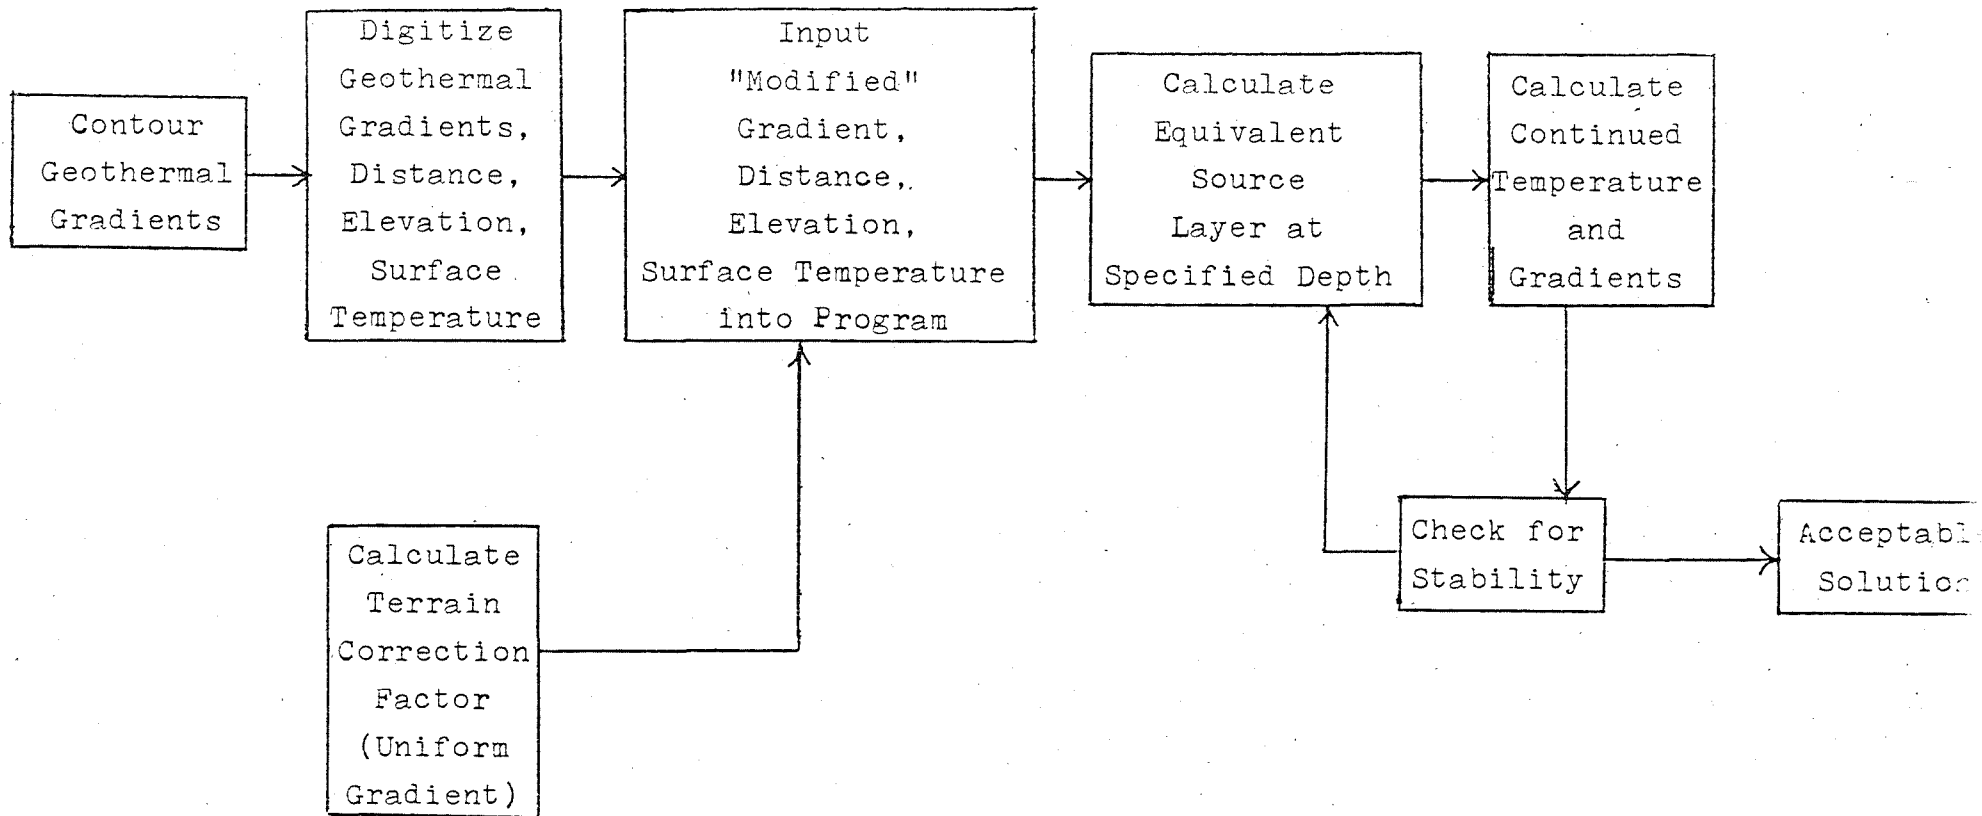 Contour
Geothermal
Gradients
Digitize
Geothermal
Gradients,
Distance,
Elevation,
Surface
Temperature
Input
"Modified"
Gradient,
Distance,
Elevation,
Surface Temperature
into Program
Calculate
Equivalent
Source
Layer at
Specified Depth
Calculate
Continued
Temperature
and
Gradients
Calculate
Terrain
Correction
Factor
(Uniform
Gradient)
Check for
Stability
Acceptabl
Solutio